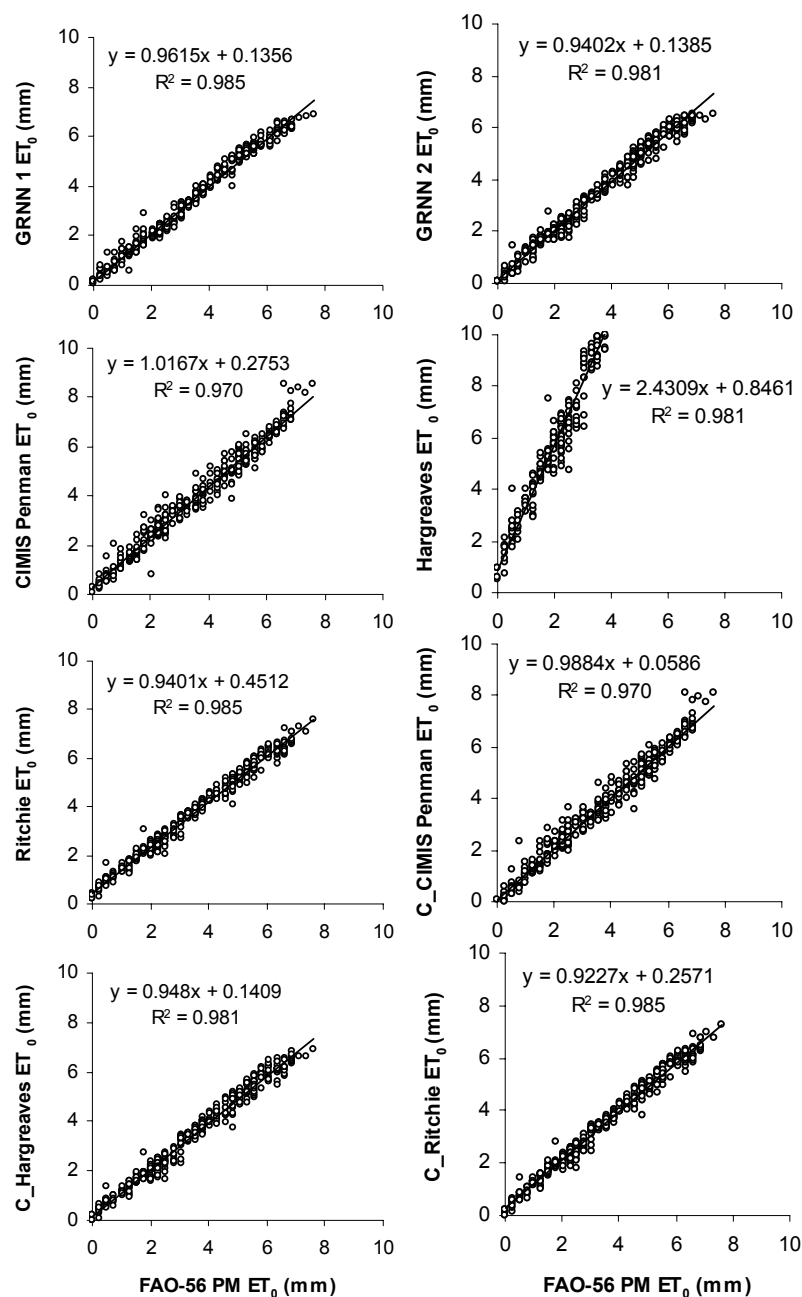 GRNN 1 ET0 (mm)
y = 0.9615x + 0.1356
R² = 0.985
10
8
6
4
2
0
0 2 4 6 8 10
GRNN 2 ET0 (mm)
y = 0.9402x + 0.1385
R² = 0.981
10
8
6
4
2
0
0 2 4 6 8 10
CIMIS Penman ET0 (mm)
y = 1.0167x + 0.2753
R² = 0.970
10
8
6
4
2
0
0 2 4 6 8 10
Hargreaves ET0 (mm)
y = 2.4309x + 0.8461
R² = 0.981
10
8
6
4
2
0
0 2 4 6 8 10
Ritchie ET0 (mm)
y = 0.9401x + 0.4512
R² = 0.985
10
8
6
4
2
0
0 2 4 6 8 10
C_CIMIS Penman ET0 (mm)
y = 0.9884x + 0.0586
R² = 0.970
10
8
6
4
2
0
0 2 4 6 8 10
C_Hargreaves ET0 (mm)
y = 0.948x + 0.1409
R² = 0.981
10
8
6
4
2
0
0 2 4 6 8 10
FAO-56 PM ET0 (mm)
C_Ritchie ET0 (mm)
y = 0.9227x + 0.2571
R² = 0.985
10
8
6
4
2
0
0 2 4 6 8 10
FAO-56 PM ET0 (mm)